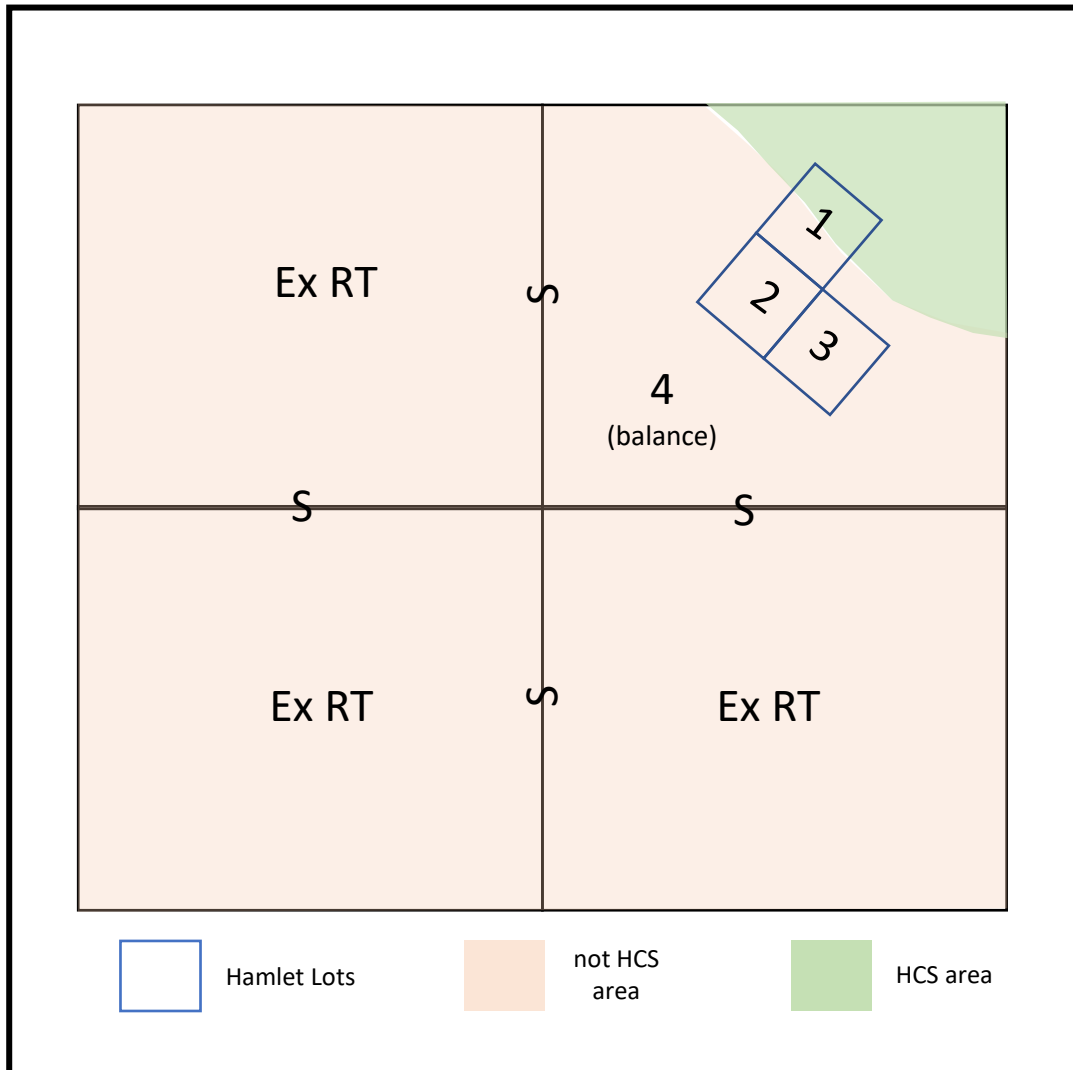 Ex RT
S
1
2
3
4
(balance)
S
S
Ex RT
S
Ex RT
Hamlet Lots
not HCS
area
HCS area